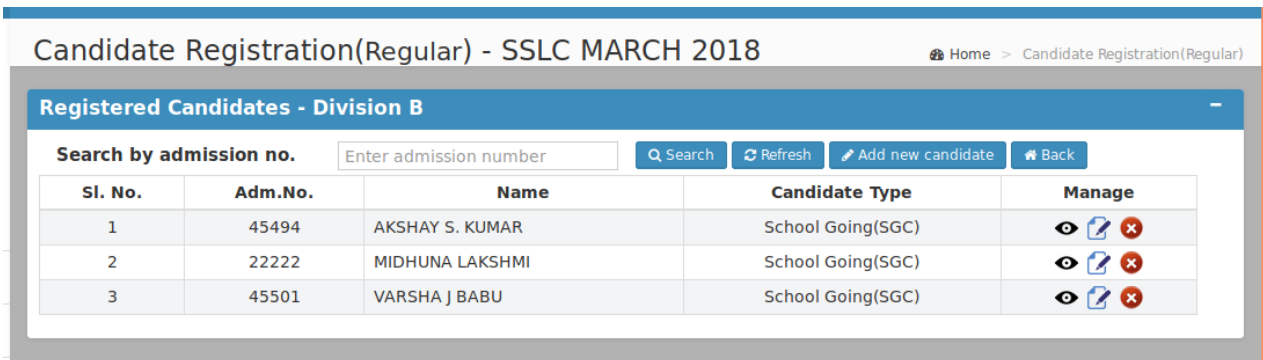 Candidate Registration(Regular) - SSLC MARCH 2018 Home > Candidate Registration(Regular)
Registered Candidates - Division B
Search by admission no. Enter admission number Search Refresh Add new candidate Back
Sl. No. Adm.No. Name Candidate Type Manage
1 45494 AKSHAY S. KUMAR School Going(SGC)
2 22222 MIDHUNA LAKSHMI School Going(SGC)
3 45501 VARSHA J BABU School Going(SGC)